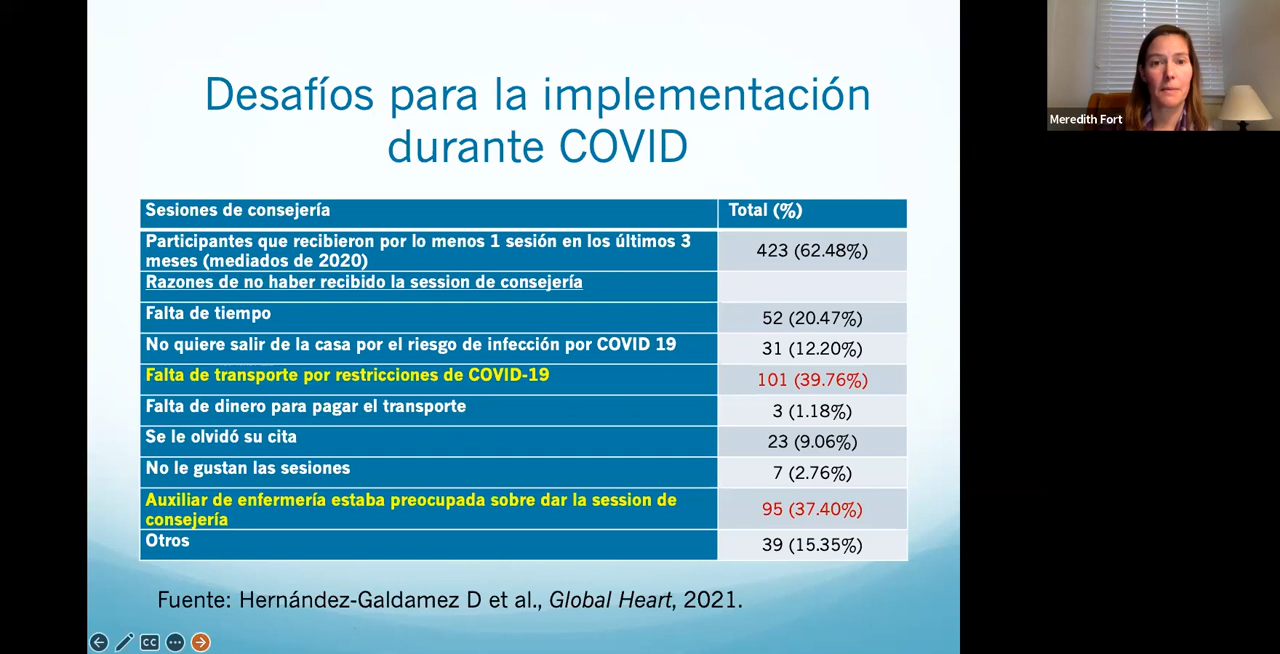 Desafíos para la implementación
durante COVID
Sesiones de consejería
Total (%)
Participantes que recibieron por lo menos 1 sesión en los últimos 3
meses (mediados de 2020)
423 (62.48%)
Razones de no haber recibido la session de consejería
Falta de tiempo
52 (20.47%)
No quiere salir de la casa por el riesgo de infección por COVID 19
31 (12.20%)
Falta de transporte por restricciones de COVID-19
101 (39.76%)
Falta de dinero para pagar el transporte
3 (1.18%)
Se le olvidó su cita
23 (9.06%)
No le gustan las sesiones
7 (2.76%)
Auxiliar de enfermería estaba preocupada sobre dar la session de
consejería
95 (37.40%)
Otros
39 (15.35%)
Fuente: Hernández-Galdamez D et al., Global Heart, 2021.
CC
Meredith Fort